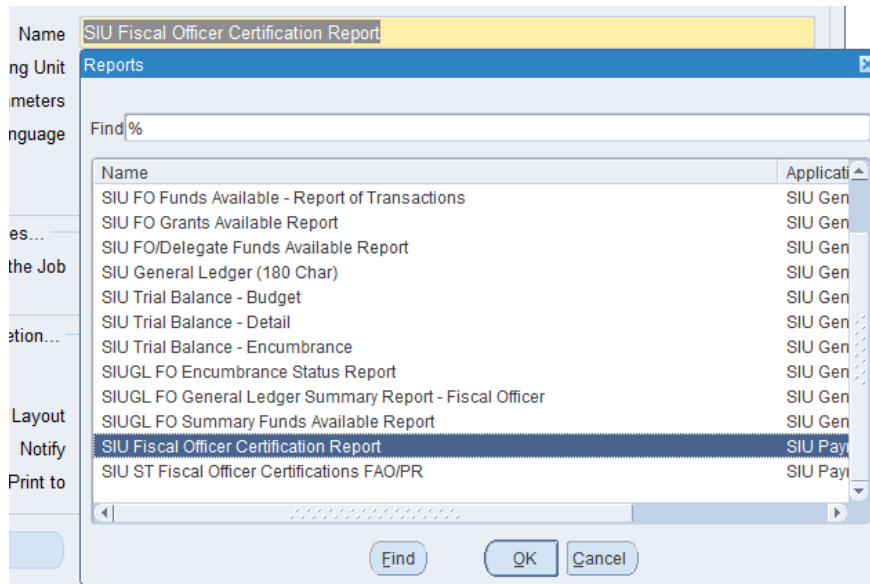 Name SIU Fiscal Officer Certification Report
ng Unit Reports
ameters
nguage Find %
Name Applicati
SIU FO Funds Available - Report of Transactions SIU Gen
SIU FO Grants Available Report SIU Gen
es...
SIU FO/Delegate Funds Available Report SIU Gen
the Job SIU General Ledger (180 Char) SIU Gen
SIU Trial Balance - Budget SIU Gen
SIU Trial Balance - Detail SIU Gen
etion...
SIU Trial Balance - Encumbrance SIU Gen
SIUGL FO Encumbrance Status Report SIU Gen
SIUGL FO General Ledger Summary Report - Fiscal Officer SIU Gen
Layout SIUGL FO Summary Funds Available Report SIU Gen
Notify SIU Fiscal Officer Certification Report SIU Payr
Print to SIU ST Fiscal Officer Certifications FAO/PR SIU Payr
Find OK Cancel